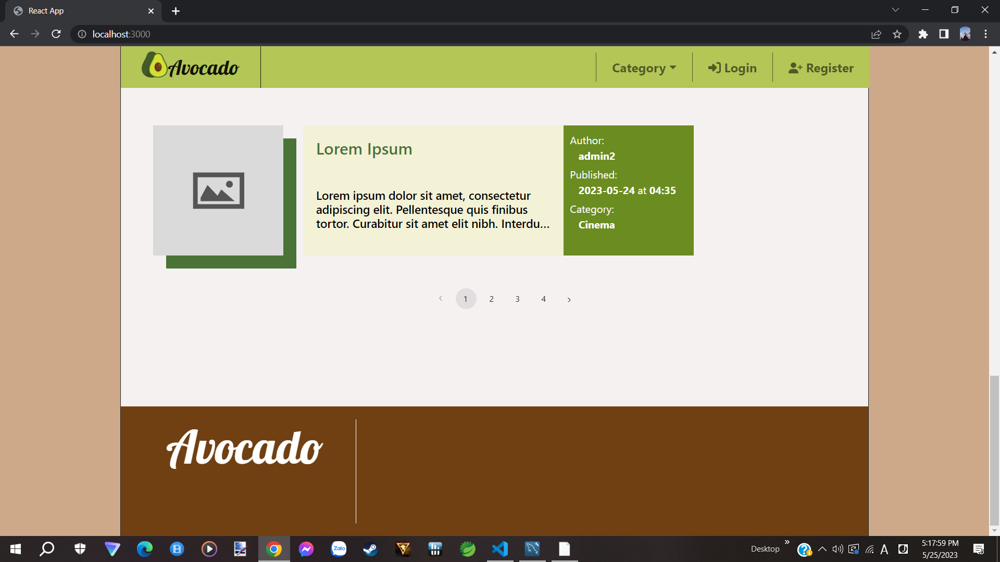 React App
localhost:3000
Avocado
Category
Login
Register
Lorem Ipsum
Lorem ipsum dolor sit amet, consectetur
adipiscing elit. Pellentesque quis finibus
tortor. Curabitur sit amet elit nibh. Interdu...
Author:
admin2
Published:
2023-05-24 at 04:35
Category:
Cinema
1 2 3 4
Avocado
Zalo
Desktop
A
J
5:17:59 PM
5/25/2023